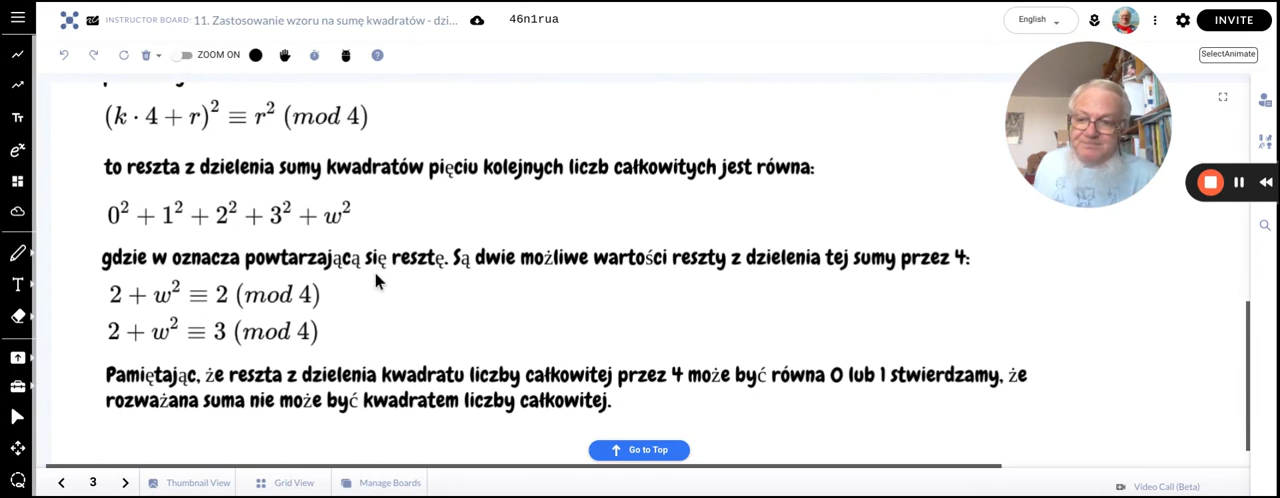 INSTRUCTOR BOARD: 11. Zastosowanie wzoru na sumę kwadratów - dzi...
46n1rua
English
INVITE
ZOOM ON
SelectAnimate
(k · 4 + r)² ≡ r² (mod 4)
to reszta z dzielenia sumy kwadratów pięciu kolejnych liczb całkowitych jest równa:
0² + 1² + 2² + 3² + w²
gdzie w oznacza powtarzającą się resztę. Są dwie możliwe wartości reszty z dzielenia tej sumy przez 4:
2 + w² ≡ 2 (mod 4)
2 + w² ≡ 3 (mod 4)
Pamiętając, że reszta z dzielenia kwadratu liczby całkowitej przez 4 może być równa 0 lub 1 stwierdzamy, że
rozważana suma nie może być kwadratem liczby całkowitej.
Go to Top
3
Thumbnail View
Grid View
Manage Boards
Video Call (Beta)